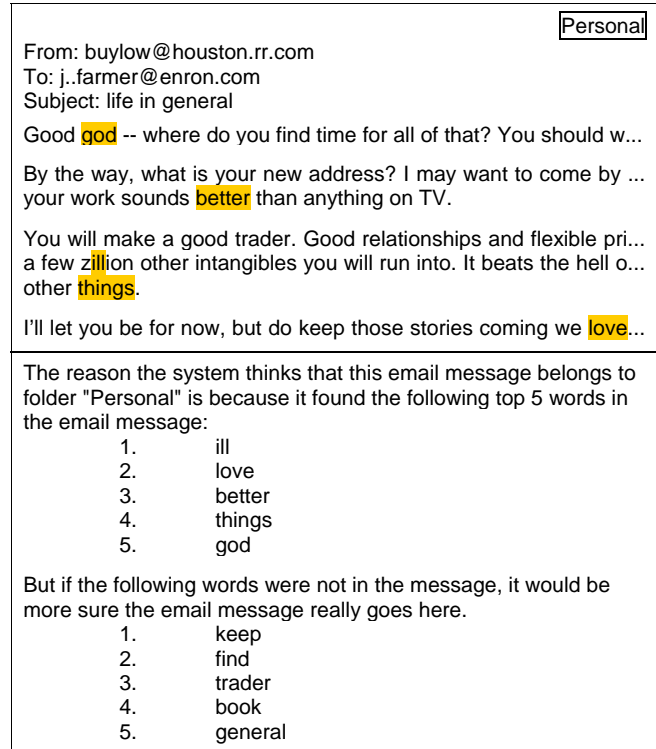 Personal
From: buylow@houston.rr.com
To: j..farmer@enron.com
Subject: life in general
Good god -- where do you find time for all of that? You should w...
By the way, what is your new address? I may want to come by ...
your work sounds better than anything on TV.
You will make a good trader. Good relationships and flexible pri...
a few zillion other intangibles you will run into. It beats the hell o...
other things.
I'll let you be for now, but do keep those stories coming we love...
The reason the system thinks that this email message belongs to
folder "Personal" is because it found the following top 5 words in
the email message:
1. ill
2. love
3. better
4. things
5. god
But if the following words were not in the message, it would be
more sure the email message really goes here.
1. keep
2. find
3. trader
4. book
5. general